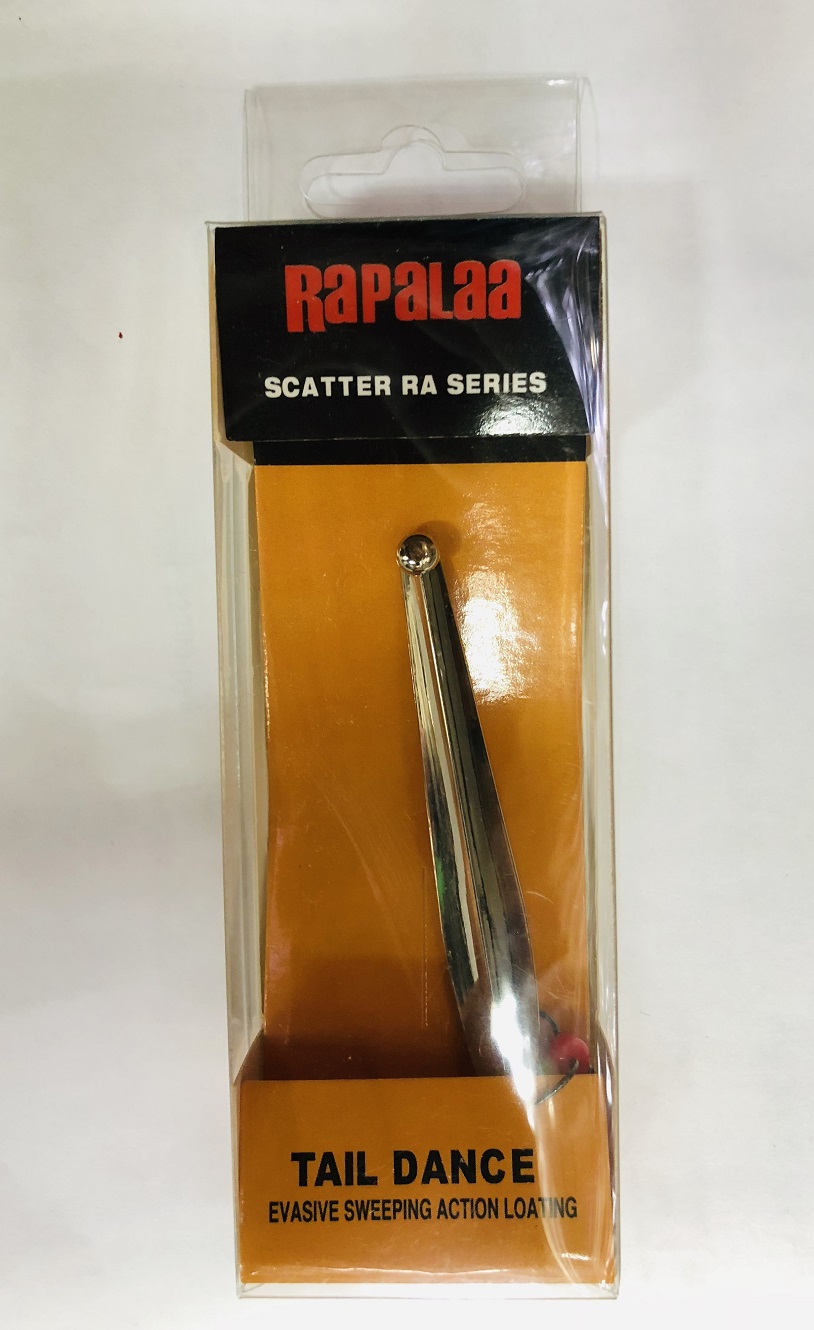 RaPaLaa
SCATTER RA SERIES
TAIL DANCE
EVASIVE SWEEPING ACTION LOATING